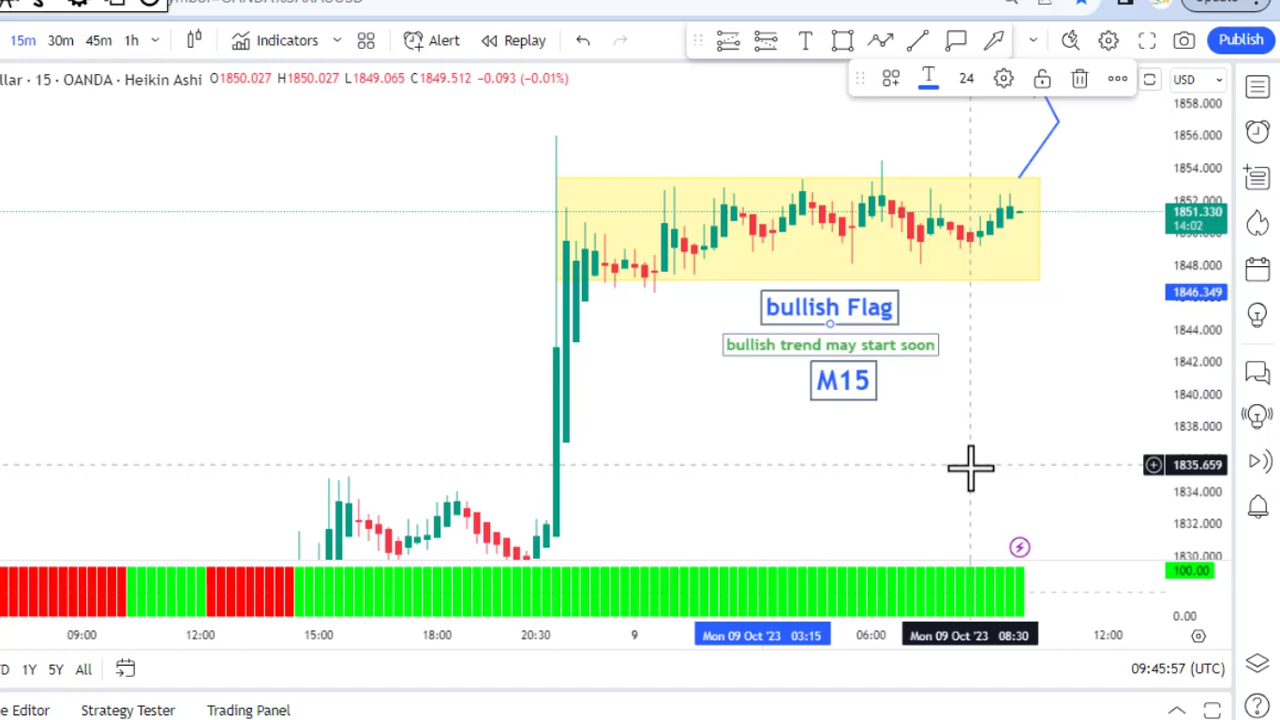 15m 30m 45m 1h Indicators Alert Replay Publish
llar · 15 · OANDA · Heikin Ashi O1850.027 H1850.027 L1849.065 C1849.512 −0.093 (−0.01%)
24
USD
1858.000
1856.000
1854.000
1852.000
1851.330
14:02
1848.000
1846.349
1844.000
1842.000
1840.000
1838.000
1835.659
1834.000
1832.000
1830.000
bullish Flag
bullish trend may start soon
M15
100.00
0.00
09:00 12:00 15:00 18:00 20:30 9 Mon 09 Oct '23 03:15 06:00 Mon 09 Oct '23 08:30 12:00
1Y 5Y All 09:45:57 (UTC)
e Editor Strategy Tester Trading Panel